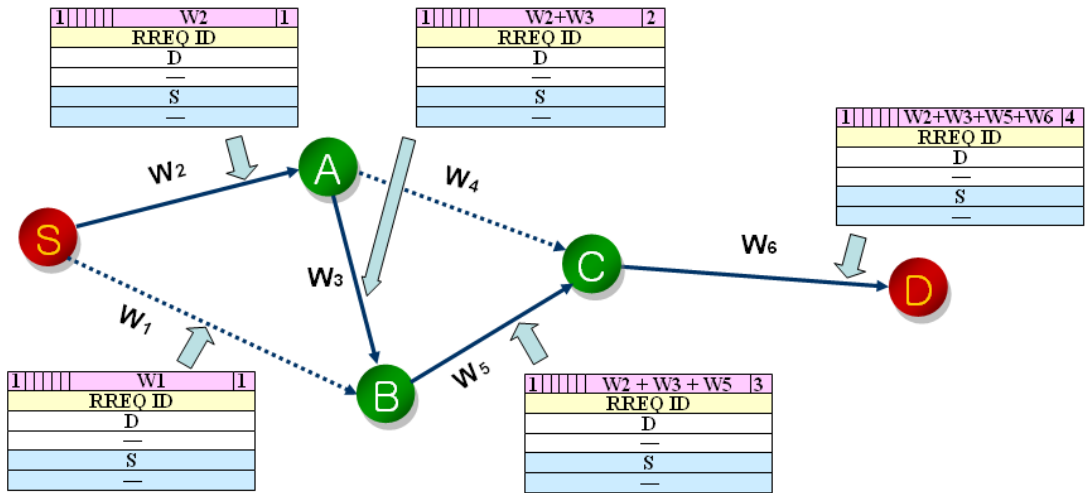 1 W2 1
RREQ ID
D
—
S
—
1 W2+W3 2
RREQ ID
D
—
S
—
1 W2+W3+W5+W6 4
RREQ ID
D
—
S
—
W2
A
W4
S
W3
C
W6
D
W1
B
W5
1 W1 1
RREQ ID
D
—
S
—
1 W2 + W3 + W5 3
RREQ ID
D
—
S
—